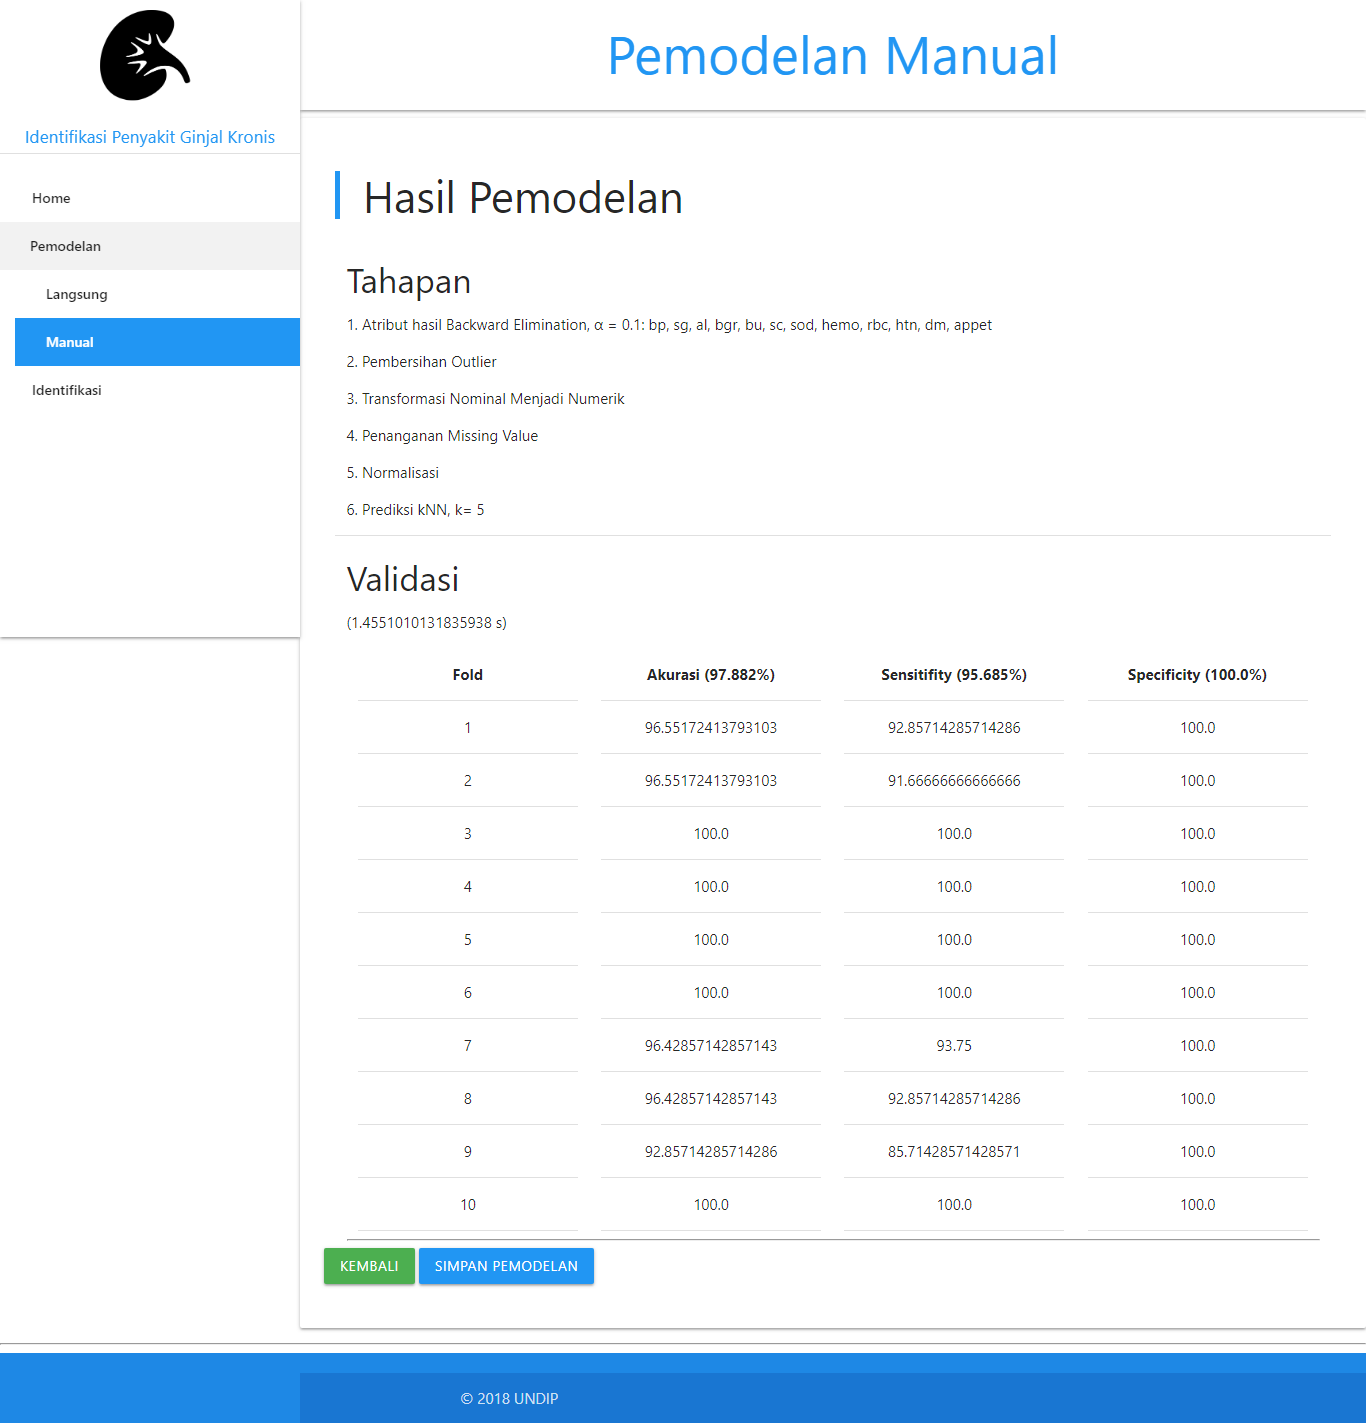 Identifikasi Penyakit Ginjal Kronis
Home
Pemodelan
Langsung
Manual
Identifikasi
Pemodelan Manual
Hasil Pemodelan
Tahapan
1. Atribut hasil Backward Elimination, α = 0.1: bp, sg, al, bgr, bu, sc, sod, hemo, rbc, htn, dm, appet
2. Pembersihan Outlier
3. Transformasi Nominal Menjadi Numerik
4. Penanganan Missing Value
5. Normalisasi
6. Prediksi kNN, k= 5
Validasi
(1.4551010131835938 s)
Fold Akurasi (97.882%) Sensitifity (95.685%) Specificity (100.0%)
1 96.55172413793103 92.85714285714286 100.0
2 96.55172413793103 91.66666666666666 100.0
3 100.0 100.0 100.0
4 100.0 100.0 100.0
5 100.0 100.0 100.0
6 100.0 100.0 100.0
7 96.42857142857143 93.75 100.0
8 96.42857142857143 92.85714285714286 100.0
9 92.85714285714286 85.71428571428571 100.0
10 100.0 100.0 100.0
KEMBALI SIMPAN PEMODELAN
© 2018 UNDIP